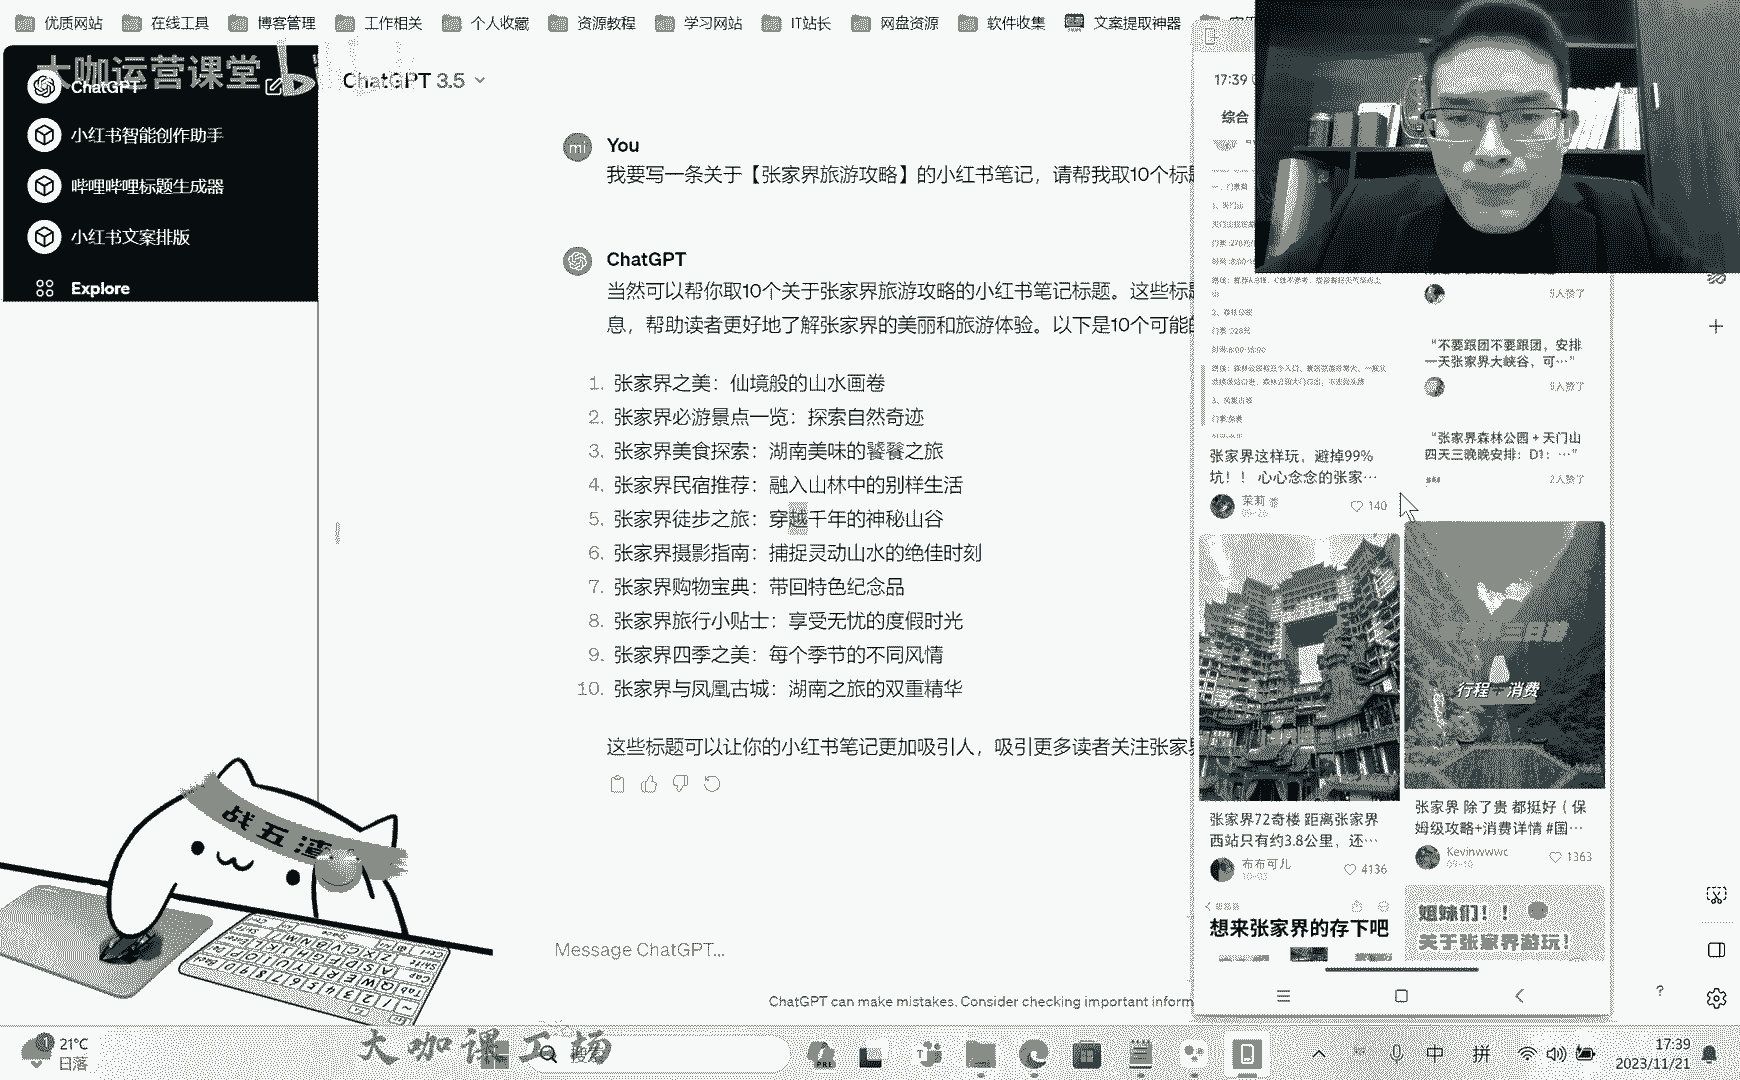 优质网站 在线工具 博客管理 工作相关 个人收藏 资源教程 学习网站 IT站长 网盘资源 软件收集 文案提取神器
大咖运营课堂
ChatGPT
小红书智能创作助手
哔哩哔哩标题生成器
小红书文案排版
Explore
ChatGPT 3.5
You
我要写一条关于【张家界旅游攻略】的小红书笔记，请帮我取10个标题
ChatGPT
当然可以帮你取10个关于张家界旅游攻略的小红书笔记标题。这些标题
息，帮助读者更好地了解张家界的美丽和旅游体验。以下是10个可能的
1. 张家界之美：仙境般的山水画卷
2. 张家界必游景点一览：探索自然奇迹
3. 张家界美食探索：湖南美味的饕餮之旅
4. 张家界民宿推荐：融入山林中的别样生活
5. 张家界徒步之旅：穿越千年的神秘山谷
6. 张家界摄影指南：捕捉灵动山水的绝佳时刻
7. 张家界购物宝典：带回特色纪念品
8. 张家界旅行小贴士：享受无忧的度假时光
9. 张家界四季之美：每个季节的不同风情
10. 张家界与凤凰古城：湖南之旅的双重精华
这些标题可以让你的小红书笔记更加吸引人，吸引更多读者关注张家界
Message ChatGPT...
ChatGPT can make mistakes. Consider checking important inform
17:39
综合
张家界这样玩，避掉99%
坑！！ 心心念念的张家…
茉莉
140
5人赞了
“不要跟团不要跟团，安排
一天张家界大峡谷，可…”
“张家界森林公园 + 天门山
四天三晚晚安排：D1：…”
2人赞了
行程 消费
张家界72奇楼 距离张家界
西站只有约3.8公里，还…
布布可儿
4136
张家界 除了贵 都挺好（保
姆级攻略+消费详情 #国…
Kevinwwwc
1363
想来张家界的存下吧
姐妹们！！
关于张家界游玩！
战五渣
大咖课工场
21°C
日落
搜索
中 拼
17:39
2023/11/21